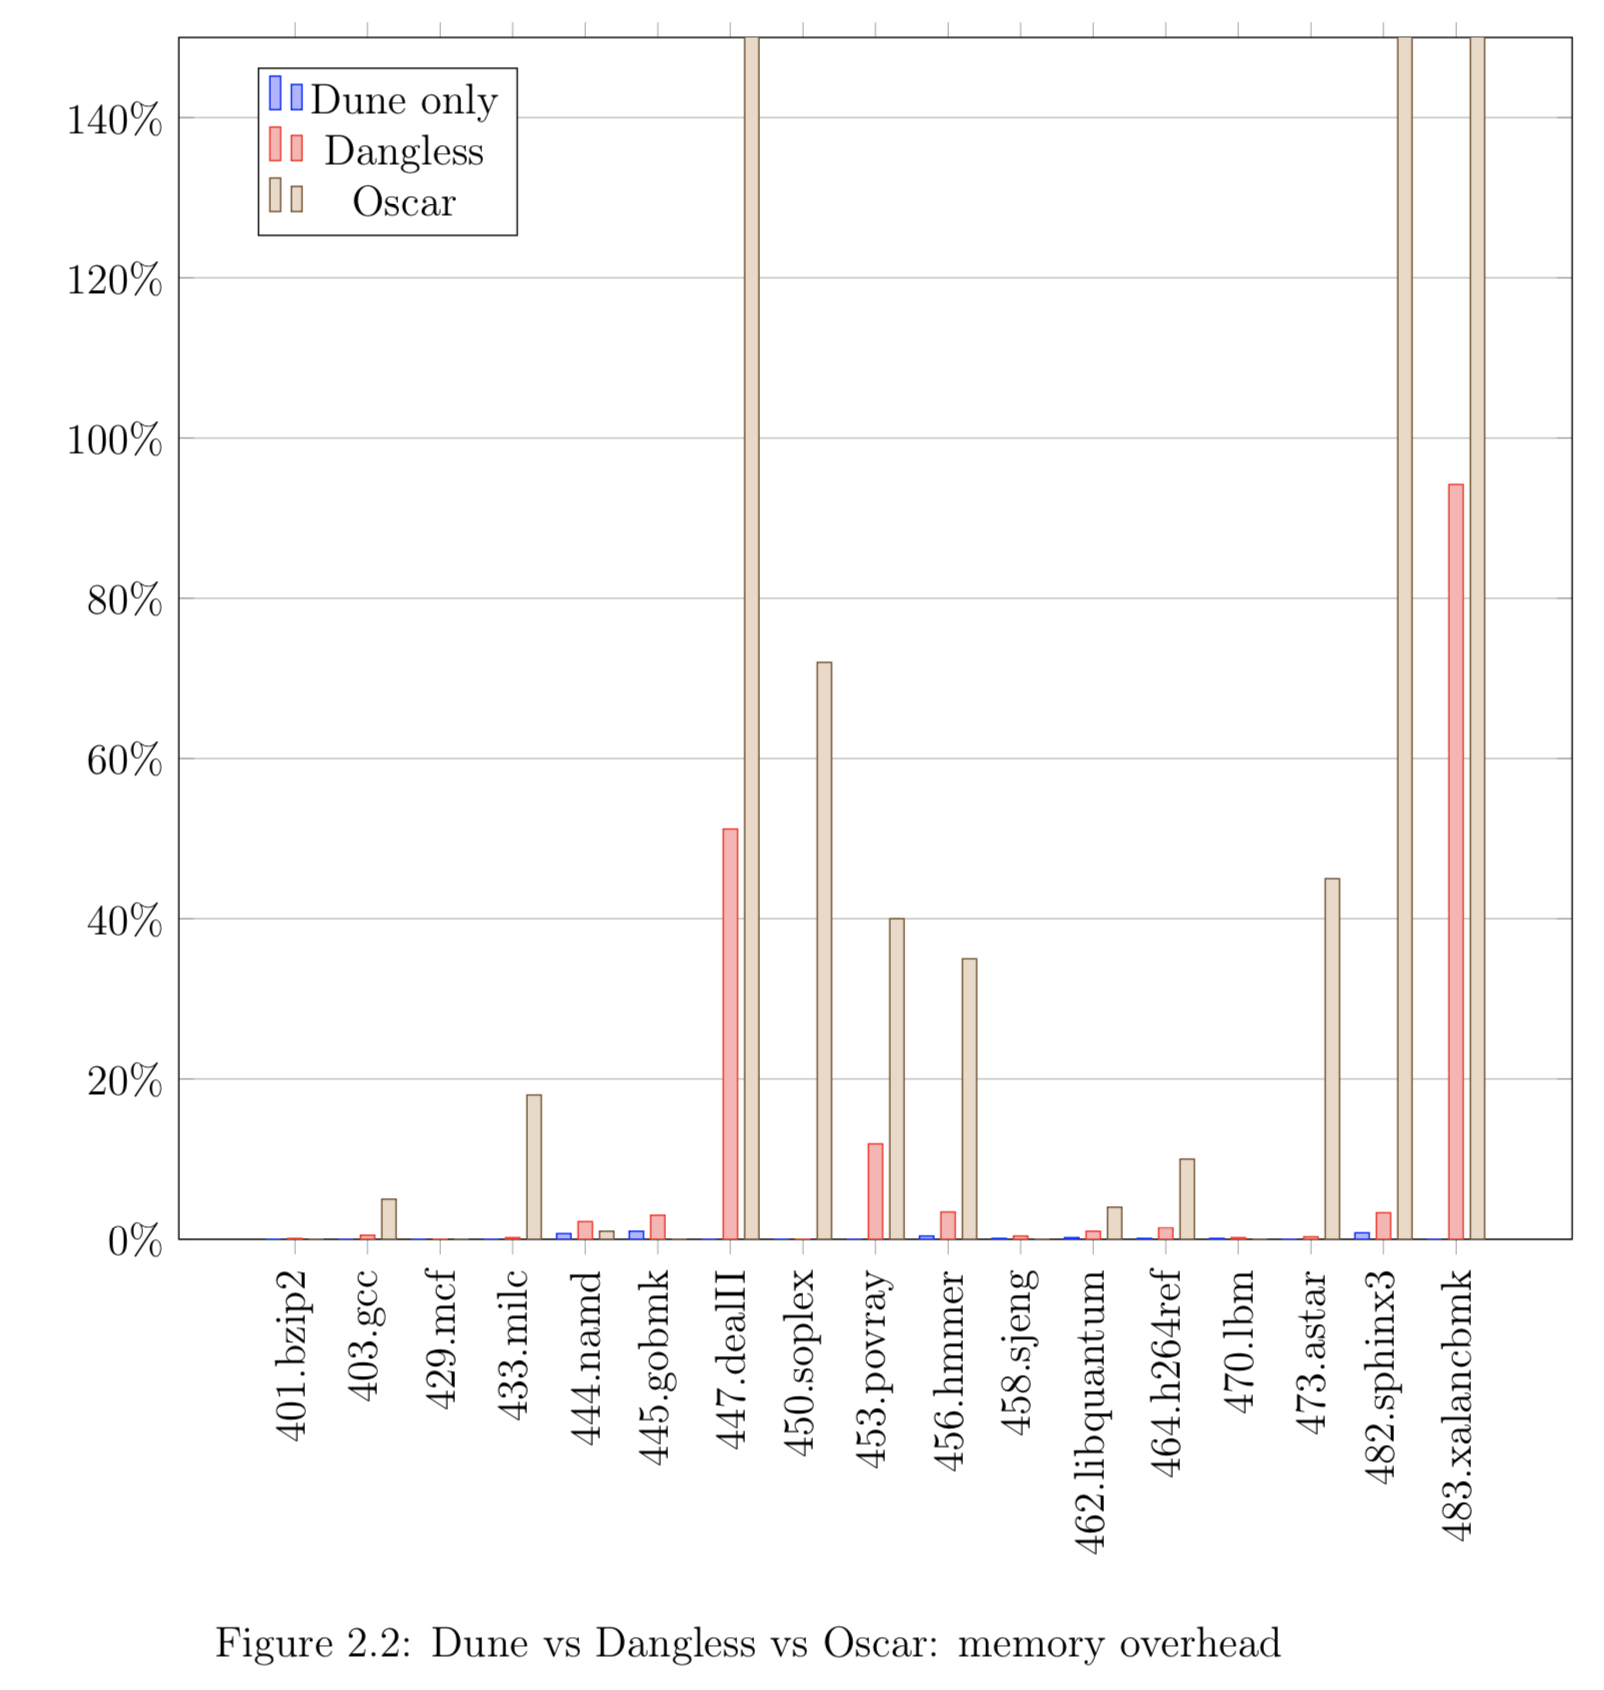 140%
120%
100%
80%
60%
40%
20%
0%
Dune only
Dangless
Oscar
401.bzip2
403.gcc
429.mcf
433.milc
444.namd
445.gobmk
447.dealII
450.soplex
453.povray
456.hmmer
458.sjeng
462.libquantum
464.h264ref
470.lbm
473.astar
482.sphinx3
483.xalancbmk
Figure 2.2: Dune vs Dangless vs Oscar: memory overhead